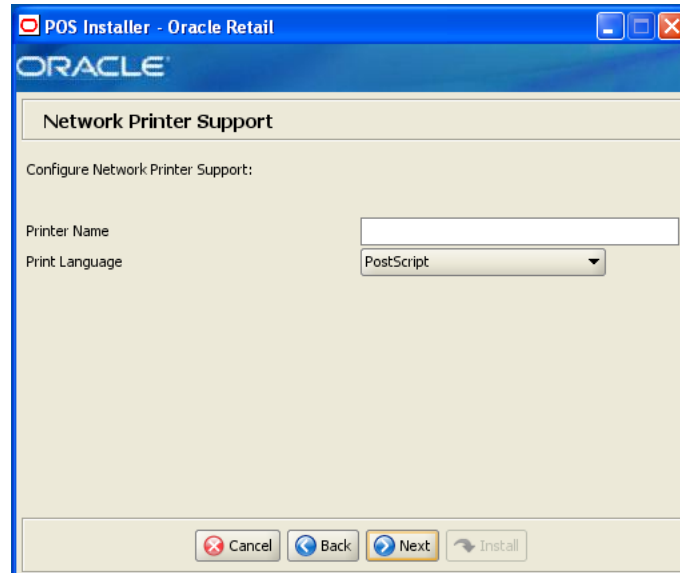 POS Installer - Oracle Retail
ORACLE
Network Printer Support
Configure Network Printer Support:
Printer Name
Print Language PostScript
Cancel Back Next Install